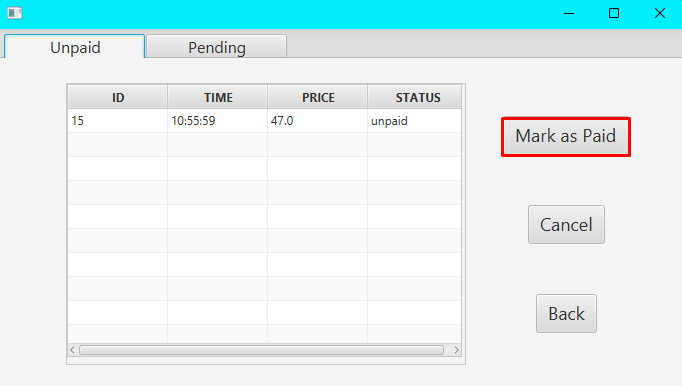 Unpaid Pending
ID TIME PRICE STATUS
15 10:55:59 47.0 unpaid
Mark as Paid
Cancel
Back